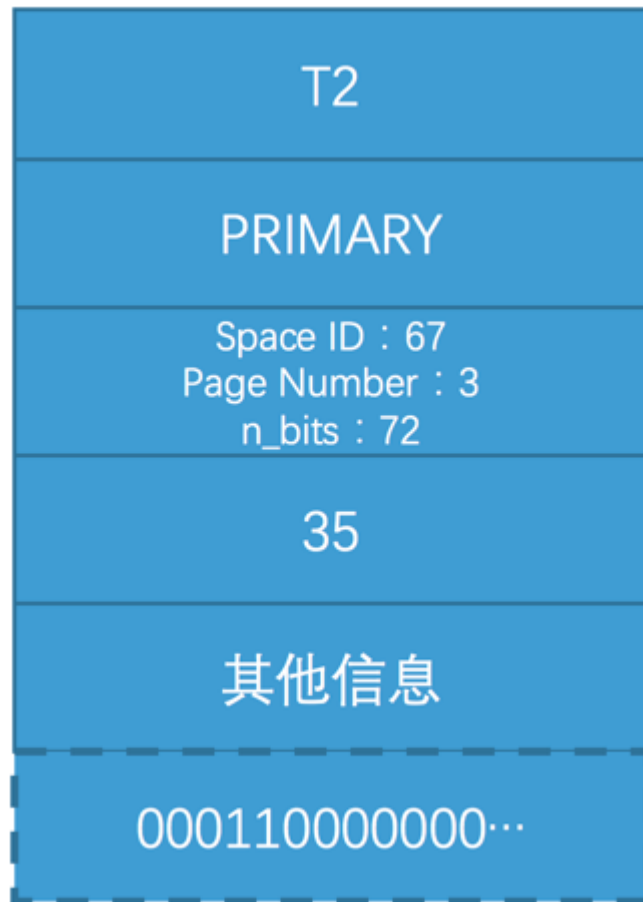 T2
PRIMARY
Space ID：67
Page Number：3
n_bits：72
35
其他信息
000110000000…